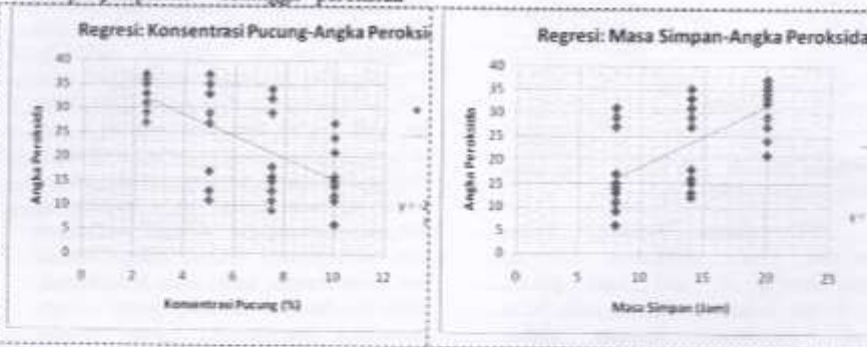 Regresi: Konsentrasi Pucung-Angka Peroksi
40
35
30
25
20
15
10
5
0
Angka Peroksida
0 2 4 6 8 10 12
Konsentrasi Pucung (%)
Regresi: Masa Simpan-Angka Peroksida
40
35
30
25
20
15
10
5
0
Angka Peroksida
0 5 10 15 20 25
Masa Simpan (Jam)